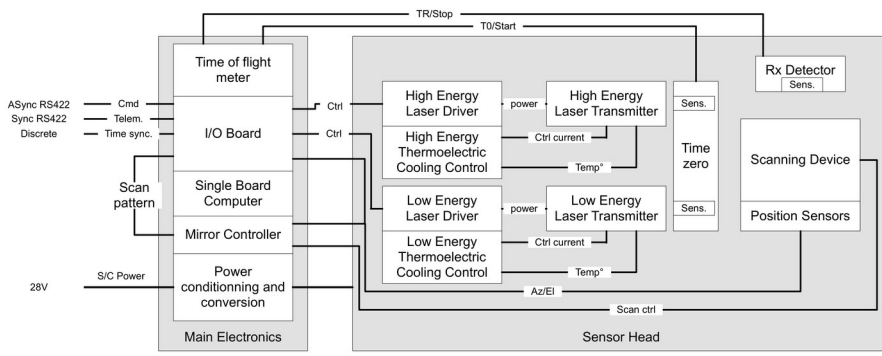 TR/Stop
T0/Start
Time of flight
meter
Rx Detector
Sens.
High Energy
Laser Driver
power
High Energy
Laser Transmitter
Sens.
ASync RS422
Cmd
Ctrl
Sync RS422
Telem.
I/O Board
Discrete
Time sync.
Ctrl
High Energy
Thermoelectric
Cooling Control
Ctrl current
Temp°
Time
zero
Scanning Device
Scan
pattern
Single Board
Computer
Low Energy
Laser Driver
power
Low Energy
Laser Transmitter
Sens.
Position Sensors
Mirror Controller
Low Energy
Thermoelectric
Cooling Control
Ctrl current
Temp°
28V
S/C Power
Power
conditionning and
conversion
Az/El
Scan ctrl
Main Electronics
Sensor Head